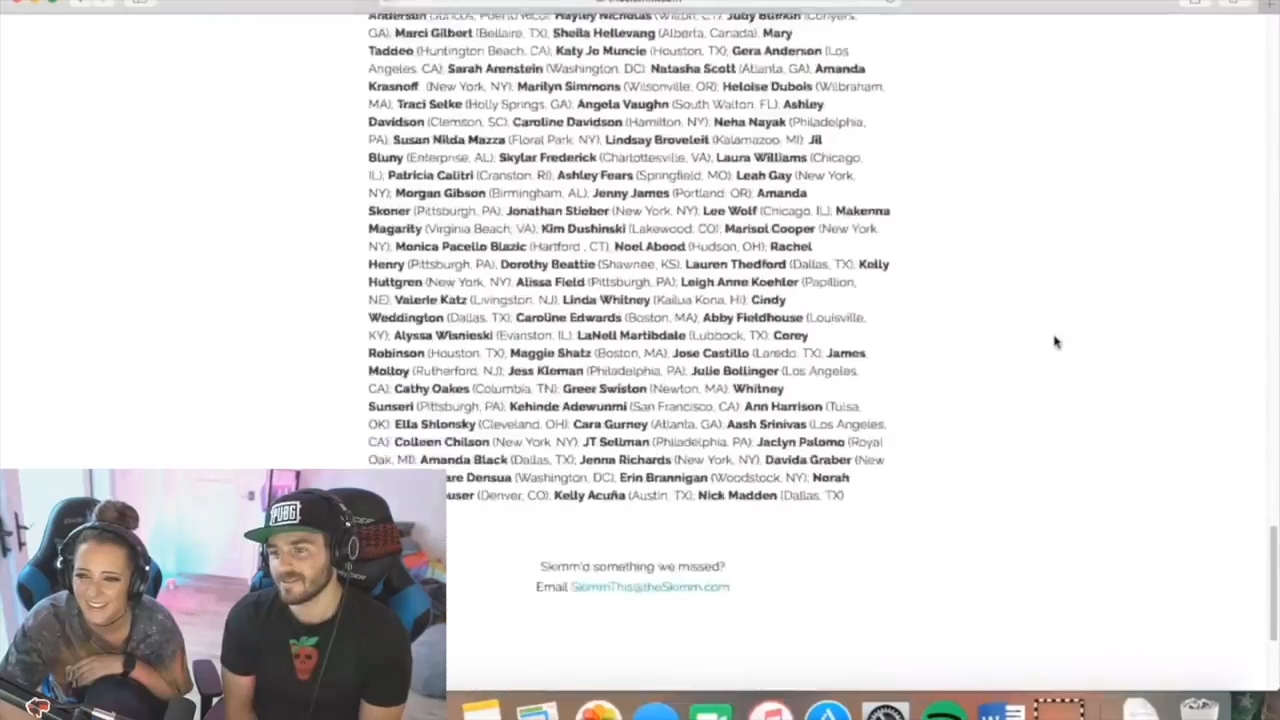 Anderson Hayley Nicholas (Wilton, CT); Judy
GA), Marci Gilbert (Bellaire, TX), Sheila Hellevang (Alberta, Canada), Mary
Taddeo (Huntington Beach, CA), Katy Jo Muncie (Houston, TX), Gera Anderson (Los
Angeles, CA), Sarah Arenstein (Washington, DC) Natasha Scott (Atlanta, GA), Amanda
Krasnoff (New York, NY), Marilyn Simmons (Wilsonville, OR) Heloise Dubois (Wilbraham,
MA), Traci Selke (Holly Springs, GA), Angela Vaughn (South Walton, FL), Ashley
Davidson (Clemson, SC), Caroline Davidson (Hamilton, NY); Neha Nayak (Philadelphia,
PA), Susan Nilda Mazza (Floral Park, NY), Lindsay Broveleit (Kalamazoo, MI) Jil
Bluny (Enterprise, AL), Skylar Frederick (Charlottesville, VA), Laura Williams (Chicago,
IL), Patricia Calitri (Cranston, RI), Ashley Fears (Springfield, MO), Leah Gay (New York,
NY), Morgan Gibson (Birmingham, AL), Jenny James (Portland, OR), Amanda
Skoner (Pittsburgh, PA), Jonathan Stieber (New York, NY), Lee Wolf (Chicago, IL), Makenna
Magarity (Virginia Beach, VA), Kim Dushinski (Lakewood, CO), Marisol Cooper (New York,
NY), Monica Pacello Blazic (Hartford , CT), Noel Abood (Hudson, OH), Rachel
Henry (Pittsburgh, PA), Dorothy Beattie (Shawnee, KS), Lauren Thedford (Dallas, TX), Kelly
Huttgren (New York, NY), Alissa Field (Pittsburgh, PA), Leigh Anne Koehler (Papillion,
NE), Valerie Katz (Livingston, NJ), Linda Whitney (Kailua Kona, HI) Cindy
Weddington (Dallas, TX), Caroline Edwards (Boston, MA), Abby Fieldhouse (Louisville,
KY), Alyssa Wisnieski (Evanston, IL), LaNell Martibdale (Lubbock, TX), Corey
Robinson (Houston, TX), Maggie Shatz (Boston, MA), Jose Castillo (Laredo, TX), James
Molloy (Rutherford, NJ), Jess Kleman (Philadelphia, PA), Julie Bollinger (Los Angeles,
CA), Cathy Oakes (Columbia, TN), Greer Swiston (Newton, MA) Whitney
Sunseri (Pittsburgh, PA), Kehinde Adewunmi (San Francisco, CA) Ann Harrison (Tulsa,
OK) Ella Shlonsky (Cleveland, OH), Cara Gurney (Atlanta, GA) Aash Srinivas (Los Angeles,
CA) Colleen Chilson (New York, NY), JT Sellman (Philadelphia, PA), Jaclyn Palomo (Royal
Oak, MI), Amanda Black (Dallas, TX), Jenna Richards (New York, NY), Davida Graber (New
are Densua (Washington, DC), Erin Brannigan (Woodstock, NY), Norah
user (Denver, CO), Kelly Acuña (Austin, TX), Nick Madden (Dallas, TX)
Skimm'd something we missed?
Email SkimmThis@theSkimm.com
PUBG